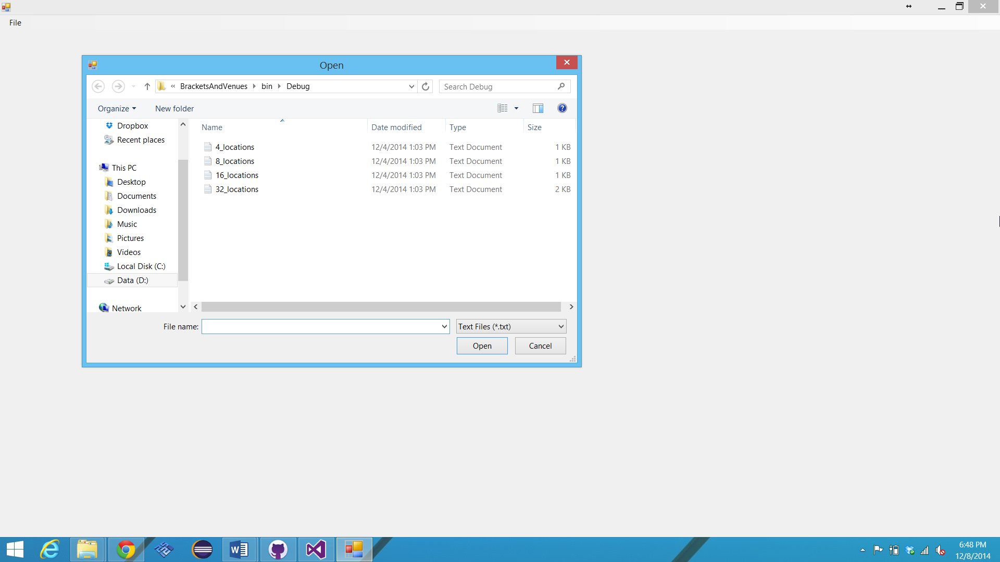 File
Open
« BracketsAndVenues bin Debug
Search Debug
Organize
New folder
Name Date modified Type Size
Dropbox
Recent places
This PC
Desktop
Documents
Downloads
Music
Pictures
Videos
Local Disk (C:)
Data (D:)
Network
4_locations 12/4/2014 1:03 PM Text Document 1 KB
8_locations 12/4/2014 1:03 PM Text Document 1 KB
16_locations 12/4/2014 1:03 PM Text Document 1 KB
32_locations 12/4/2014 1:03 PM Text Document 2 KB
File name:
Text Files (*.txt)
Open
Cancel
6:48 PM
12/8/2014